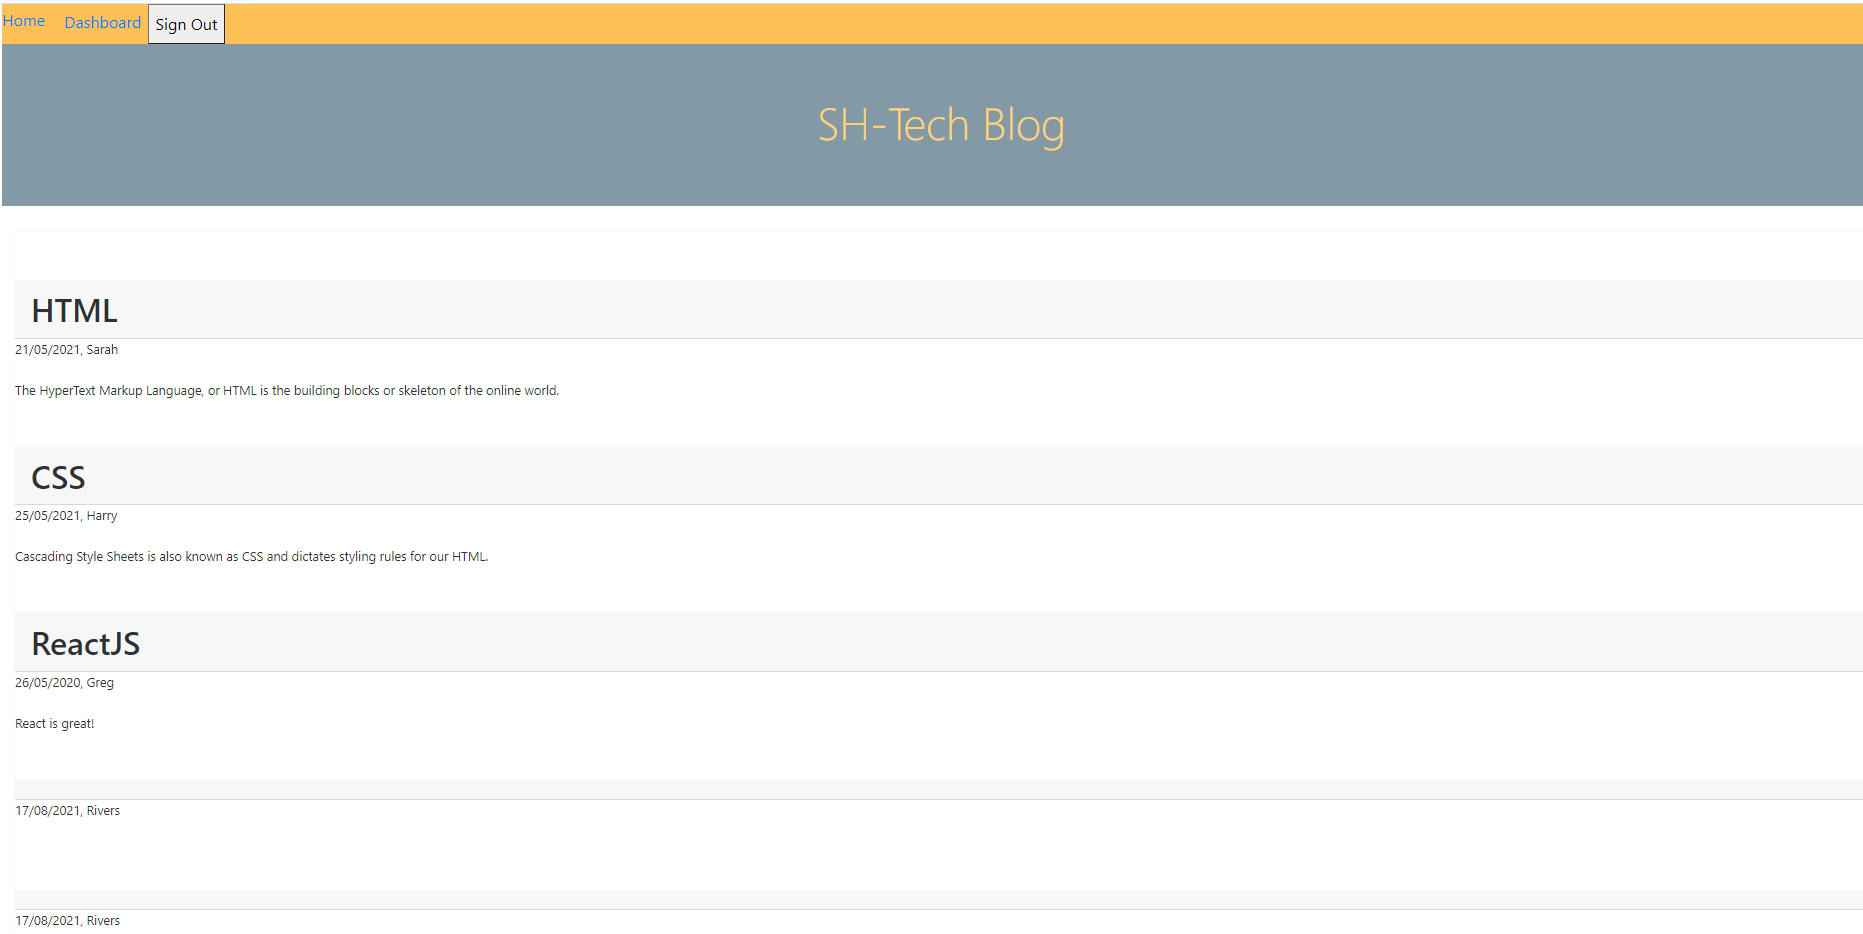 Home Dashboard Sign Out
SH-Tech Blog
HTML
21/05/2021, Sarah
The HyperText Markup Language, or HTML is the building blocks or skeleton of the online world.
CSS
25/05/2021, Harry
Cascading Style Sheets is also known as CSS and dictates styling rules for our HTML.
ReactJS
26/05/2020, Greg
React is great!
17/08/2021, Rivers
17/08/2021, Rivers